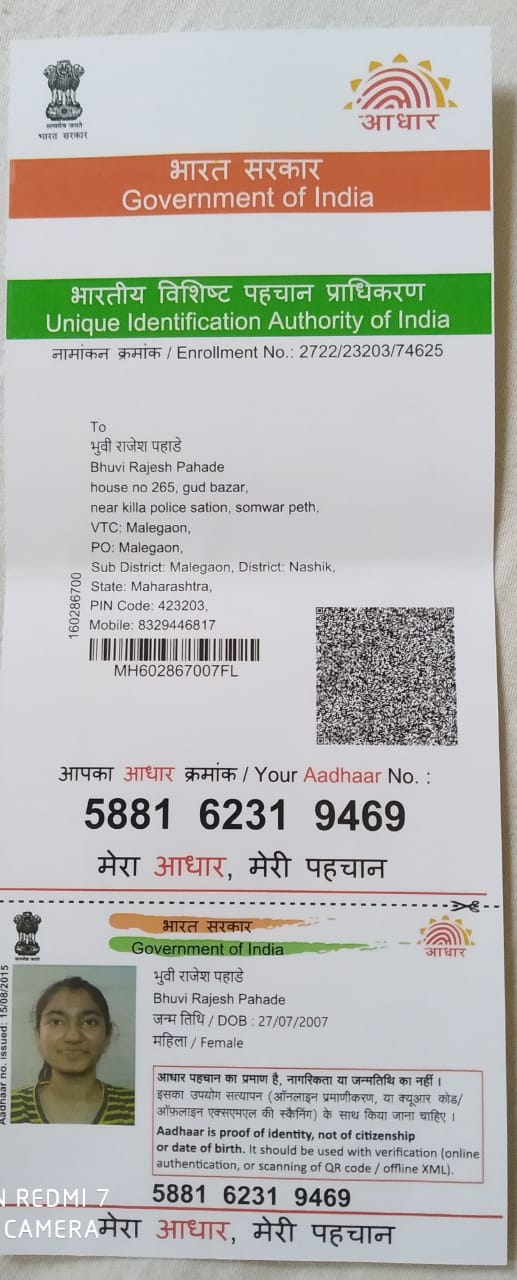 सत्यमेव जयते
भारत सरकार
आधार
भारत सरकार
Government of India
भारतीय विशिष्ट पहचान प्राधिकरण
Unique Identification Authority of India
नामांकन क्रमांक / Enrollment No.: 2722/23203/74625
To
भुवी राजेश पहाडे
Bhuvi Rajesh Pahade
house no 265, gud bazar,
near killa police sation, somwar peth,
VTC: Malegaon,
PO: Malegaon,
Sub District: Malegaon, District: Nashik,
State: Maharashtra,
PIN Code: 423203,
Mobile: 8329446817
160286700
MH602867007FL
आपका आधार क्रमांक / Your Aadhaar No. :
5881 6231 9469
मेरा आधार, मेरी पहचान
भारत सरकार
Government of India
आधार
Aadhaar no. issued: 15/08/2015
भुवी राजेश पहाडे
Bhuvi Rajesh Pahade
जन्म तिथि / DOB : 27/07/2007
महिला / Female
आधार पहचान का प्रमाण है, नागरिकता या जन्मतिथि का नहीं ।
इसका उपयोग सत्यापन (ऑनलाइन प्रमाणीकरण, या क्यूआर कोड/
ऑफ़लाइन एक्सएमएल की स्कैनिंग) के साथ किया जाना चाहिए ।
Aadhaar is proof of identity, not of citizenship
or date of birth. It should be used with verification (online
authentication, or scanning of QR code / offline XML).
5881 6231 9469
मेरा आधार, मेरी पहचान
N REDMI 7
CAMERA